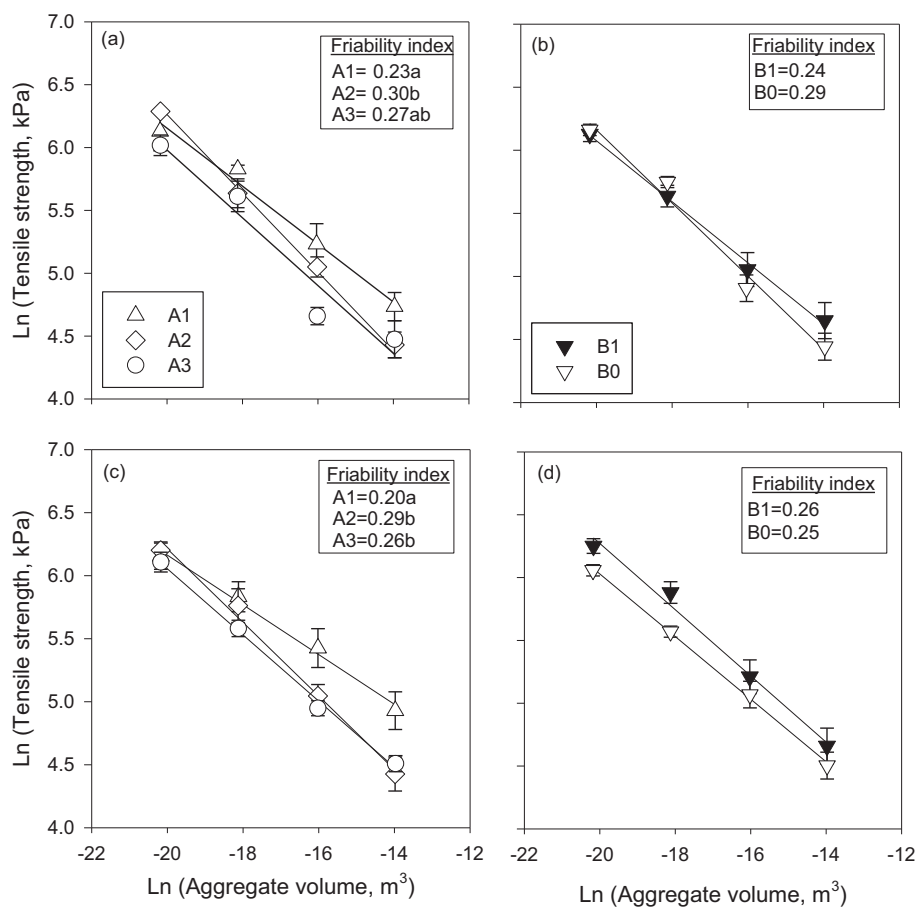 (a)
Friability index
A1= 0.23a
A2= 0.30b
A3= 0.27ab
7.0
6.5
6.0
5.5
5.0
4.5
4.0
Ln (Tensile strength, kPa)
A1
A2
A3
(b)
Friability index
B1=0.24
B0=0.29
B1
B0
(c)
Friability index
A1=0.20a
A2=0.29b
A3=0.26b
7.0
6.5
6.0
5.5
5.0
4.5
4.0
Ln (Tensile strength, kPa)
-22 -20 -18 -16 -14 -12
Ln (Aggregate volume, m³)
(d)
Friability index
B1=0.26
B0=0.25
-22 -20 -18 -16 -14 -12
Ln (Aggregate volume, m³)